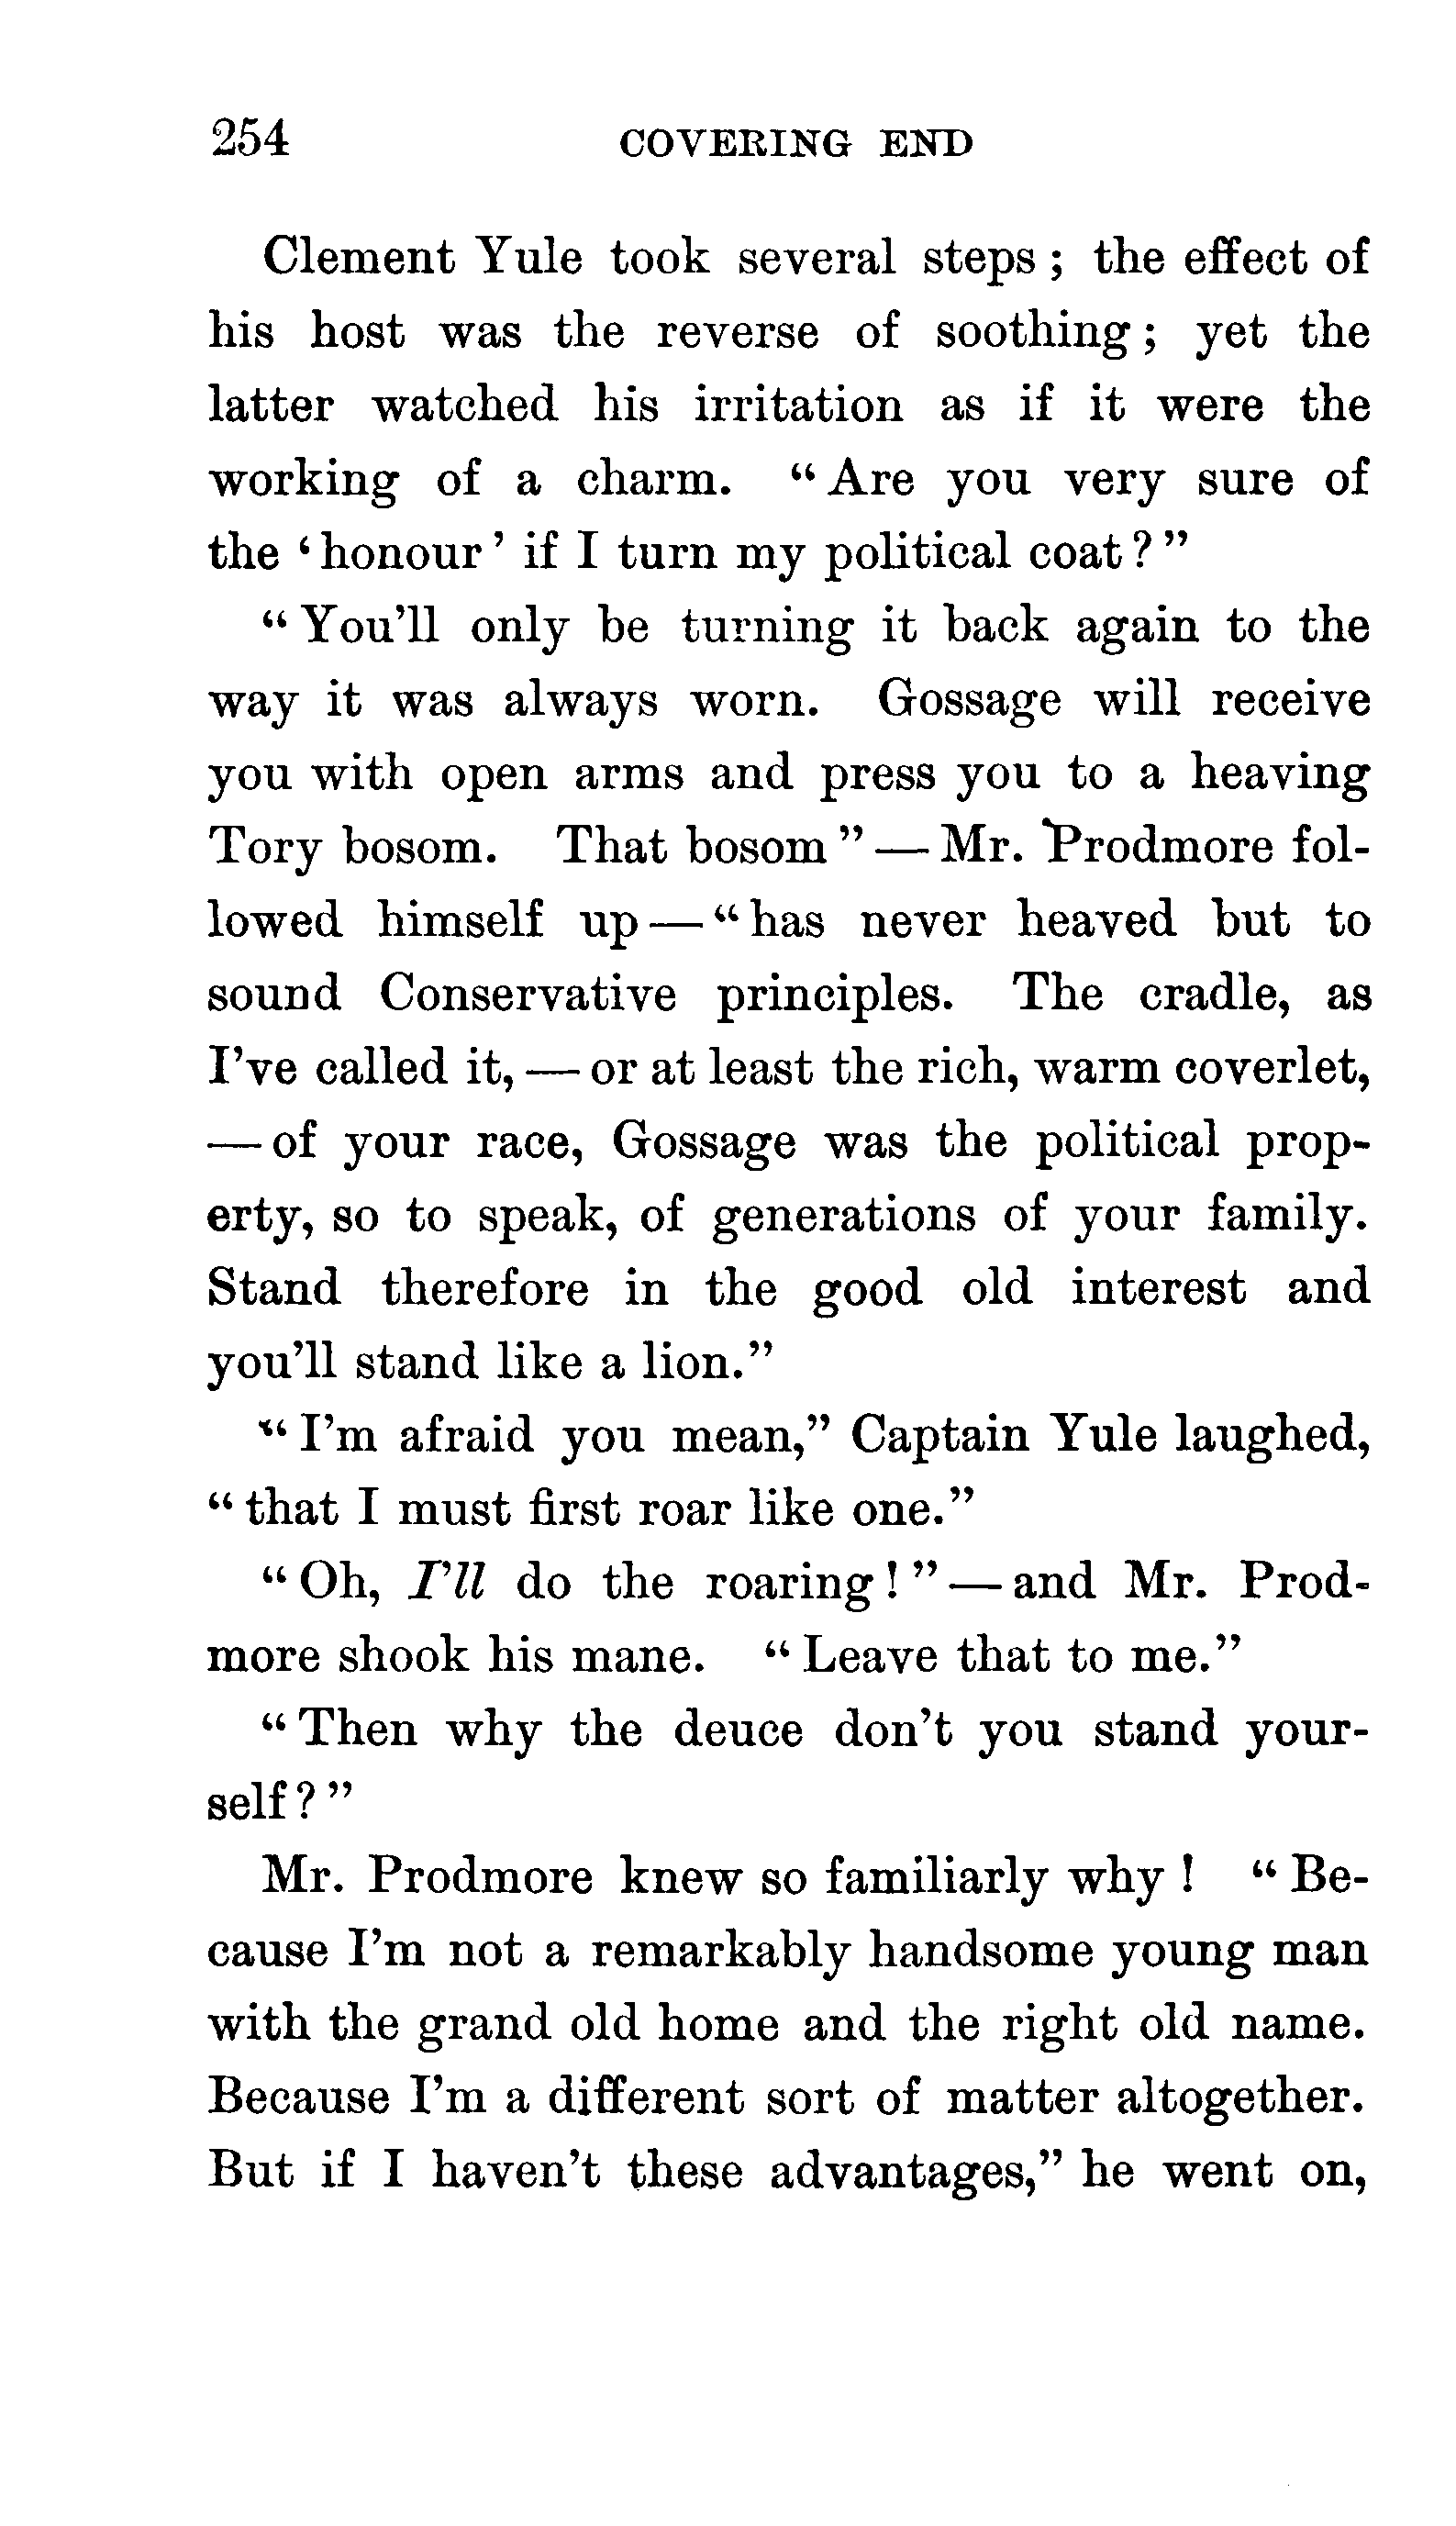 254 COVERING END
Clement Yule took several steps; the effect of
his host was the reverse of soothing; yet the
latter watched his irritation as if it were the
working of a charm. "Are you very sure of
the 'honour' if I turn my political coat?"
"You'll only be turning it back again to the
way it was always worn. Gossage will receive
you with open arms and press you to a heaving
Tory bosom. That bosom"—Mr. Prodmore fol-
lowed himself up—"has never heaved but to
sound Conservative principles. The cradle, as
I've called it,—or at least the rich, warm coverlet,
—of your race, Gossage was the political prop-
erty, so to speak, of generations of your family.
Stand therefore in the good old interest and
you'll stand like a lion."
"I'm afraid you mean," Captain Yule laughed,
"that I must first roar like one."
"Oh, I'll do the roaring!"—and Mr. Prod-
more shook his mane. "Leave that to me."
"Then why the deuce don't you stand your-
self?"
Mr. Prodmore knew so familiarly why! "Be-
cause I'm not a remarkably handsome young man
with the grand old home and the right old name.
Because I'm a different sort of matter altogether.
But if I haven't these advantages," he went on,